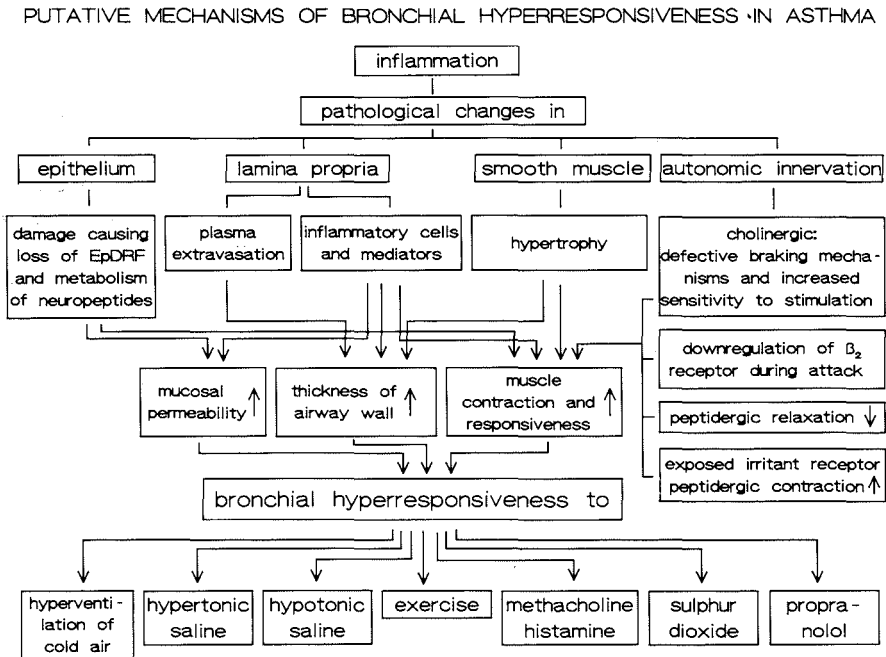 PUTATIVE MECHANISMS OF BRONCHIAL HYPERRESPONSIVENESS IN ASTHMA
inflammation
pathological changes in
epithelium
lamina propria
smooth muscle
autonomic innervation
damage causing
loss of EpDRF
and metabolism
of neuropeptides
plasma
extravasation
inflammatory cells
and mediators
hypertrophy
cholinergic:
defective braking mecha-
nisms and increased
sensitivity to stimulation
downregulation of β₂
receptor during attack
peptidergic relaxation ↓
exposed irritant receptor
peptidergic contraction ↑
mucosal
permeability ↑
thickness of
airway wall ↑
muscle
contraction and
responsiveness ↑
bronchial hyperresponsiveness to
hyperventi-
lation of
cold air
hypertonic
saline
hypotonic
saline
exercise
methacholine
histamine
sulphur
dioxide
propra-
nolol